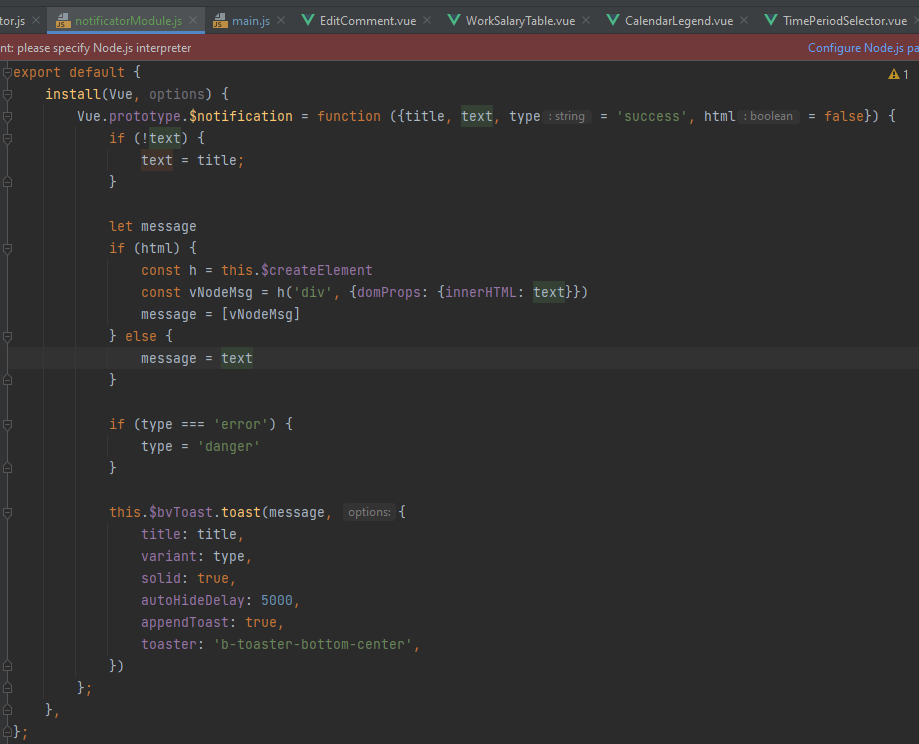 tor.js notificatorModule.js main.js EditComment.vue WorkSalaryTable.vue CalendarLegend.vue TimePeriodSelector.vue
nt: please specify Node.js interpreter Configure Node.js pa
export default {
    install(Vue, options) {
        Vue.prototype.$notification = function ({title, text, type : string = 'success', html : boolean = false}) {
            if (!text) {
                text = title;
            }

            let message
            if (html) {
                const h = this.$createElement
                const vNodeMsg = h('div', {domProps: {innerHTML: text}})
                message = [vNodeMsg]
            } else {
                message = text
            }

            if (type === 'error') {
                type = 'danger'
            }

            this.$bvToast.toast(message, options: {
                title: title,
                variant: type,
                solid: true,
                autoHideDelay: 5000,
                appendToast: true,
                toaster: 'b-toaster-bottom-center',
            })
        };
    },
};
1